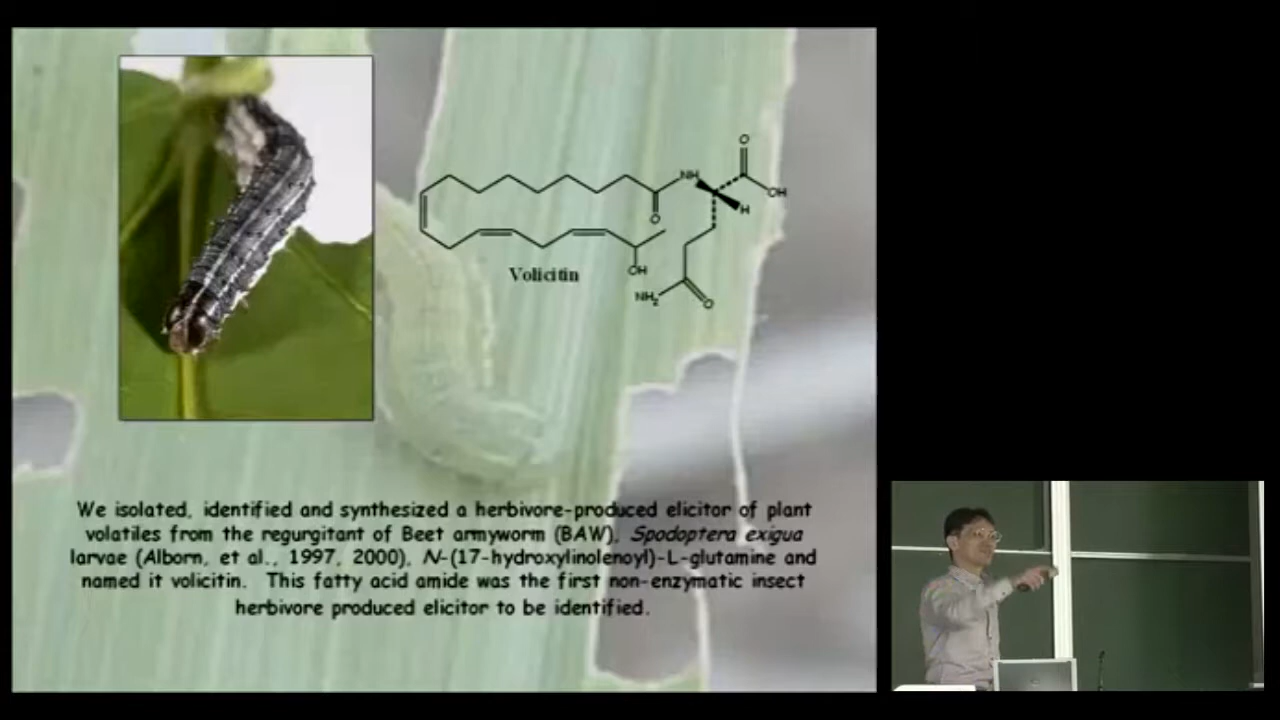 O
NH
OH
O
H
OH
Volicitin
NH2
O
We isolated, identified and synthesized a herbivore-produced elicitor of plant
volatiles from the regurgitant of Beet armyworm (BAW), Spodoptera exigua
larvae (Alborn, et al., 1997, 2000), N-(17-hydroxylinolenoyl)-L-glutamine and
named it volicitin. This fatty acid amide was the first non-enzymatic insect
herbivore produced elicitor to be identified.